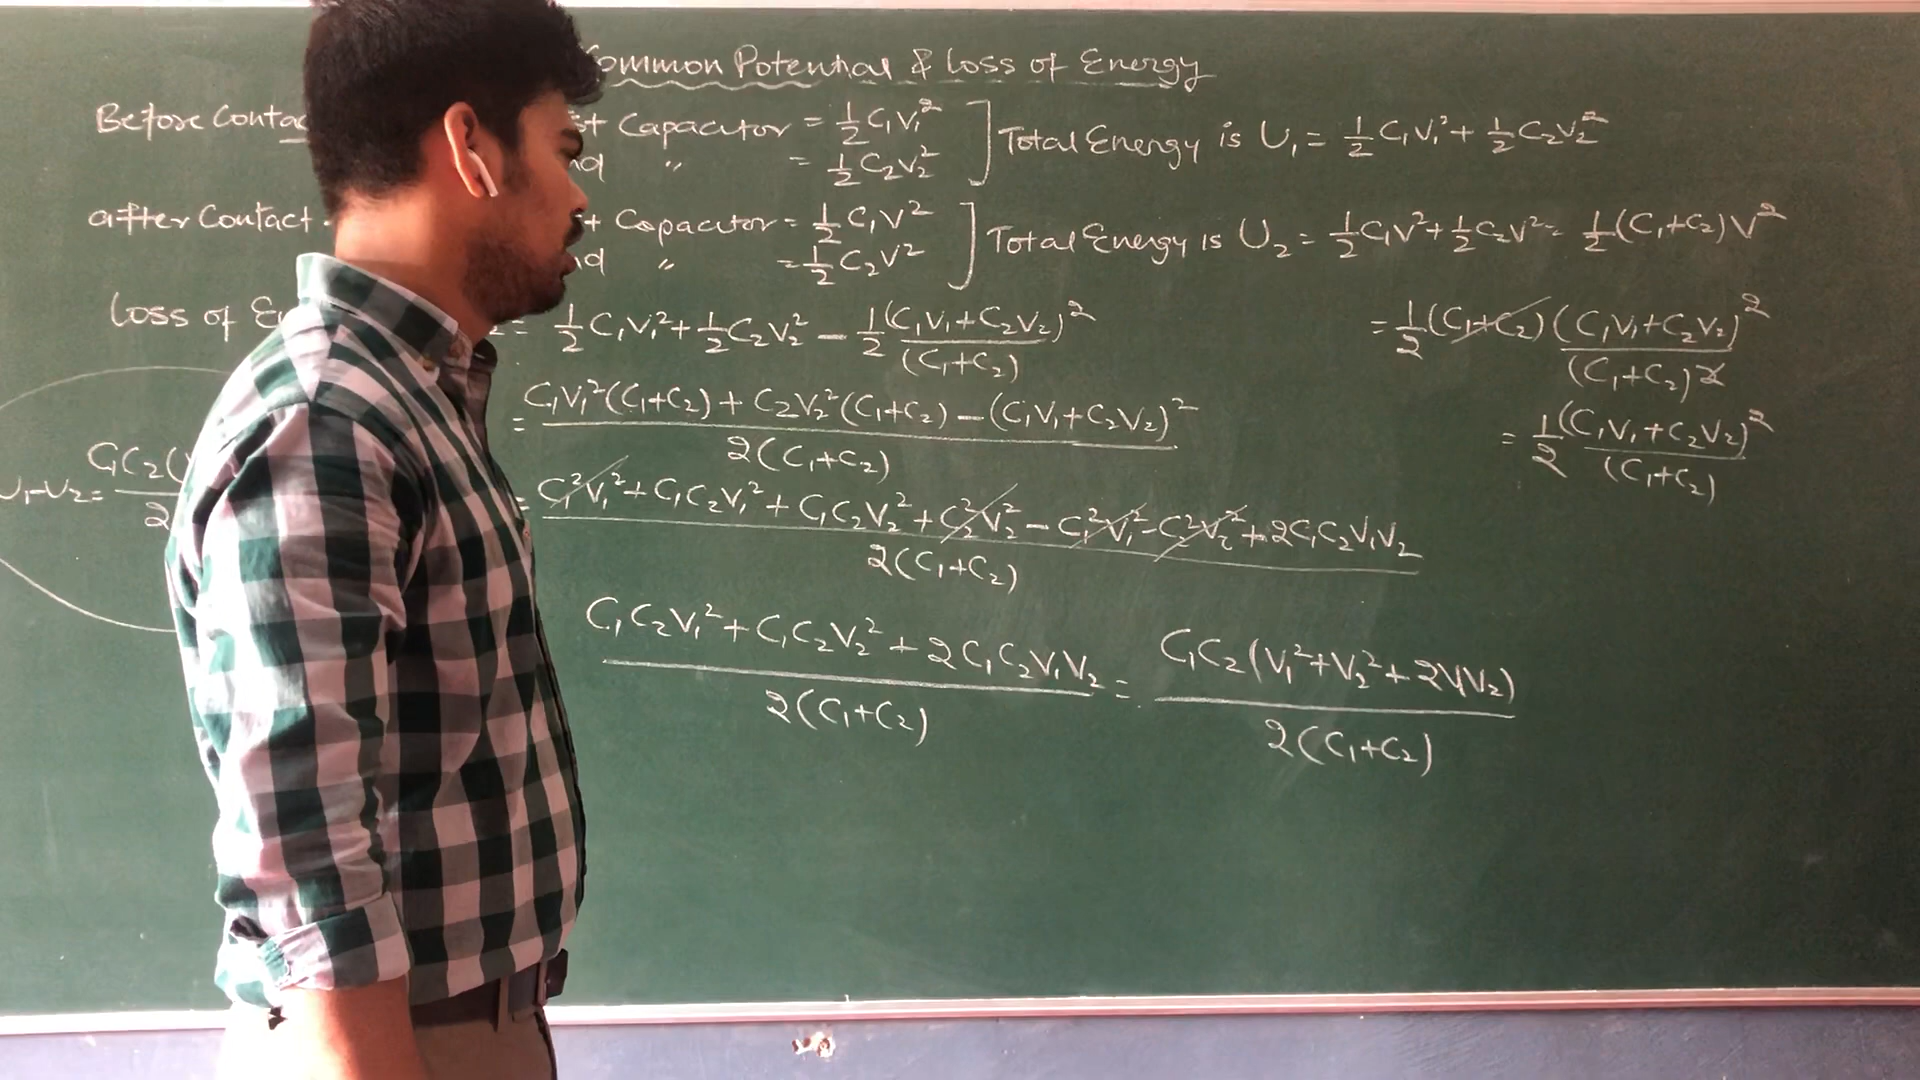 ommon Potential & Loss of Energy
Before Contac
t Capacitor = ½C₁V₁²
nd " = ½C₂V₂²
] Total Energy is U₁ = ½C₁V₁² + ½C₂V₂²
after Contact.
t Capacitor = ½C₁V²
nd " = ½C₂V²
] Total Energy is U₂ = ½C₁V² + ½C₂V² = ½(C₁+C₂)V²
= ½(C₁+C₂)(C₁V₁+C₂V₂)²/(C₁+C₂)2
= ½(C₁V₁+C₂V₂)²/(C₁+C₂)
Loss of En ₂ = ½C₁V₁² + ½C₂V₂² − ½(C₁V₁+C₂V₂)²/(C₁+C₂)
= C₁V₁²(C₁+C₂) + C₂V₂²(C₁+C₂) − (C₁V₁+C₂V₂)²/2(C₁+C₂)
= C₁²V₁² + C₁C₂V₁² + C₁C₂V₂² + C₂²V₂² − C₁²V₁² − C₂²V₂² + 2C₁C₂V₁V₂/2(C₁+C₂)
C₁C₂V₁² + C₁C₂V₂² + 2C₁C₂V₁V₂/2(C₁+C₂) = C₁C₂(V₁²+V₂²+2V₁V₂)/2(C₁+C₂)
U₁−U₂ = C₁C₂(/2